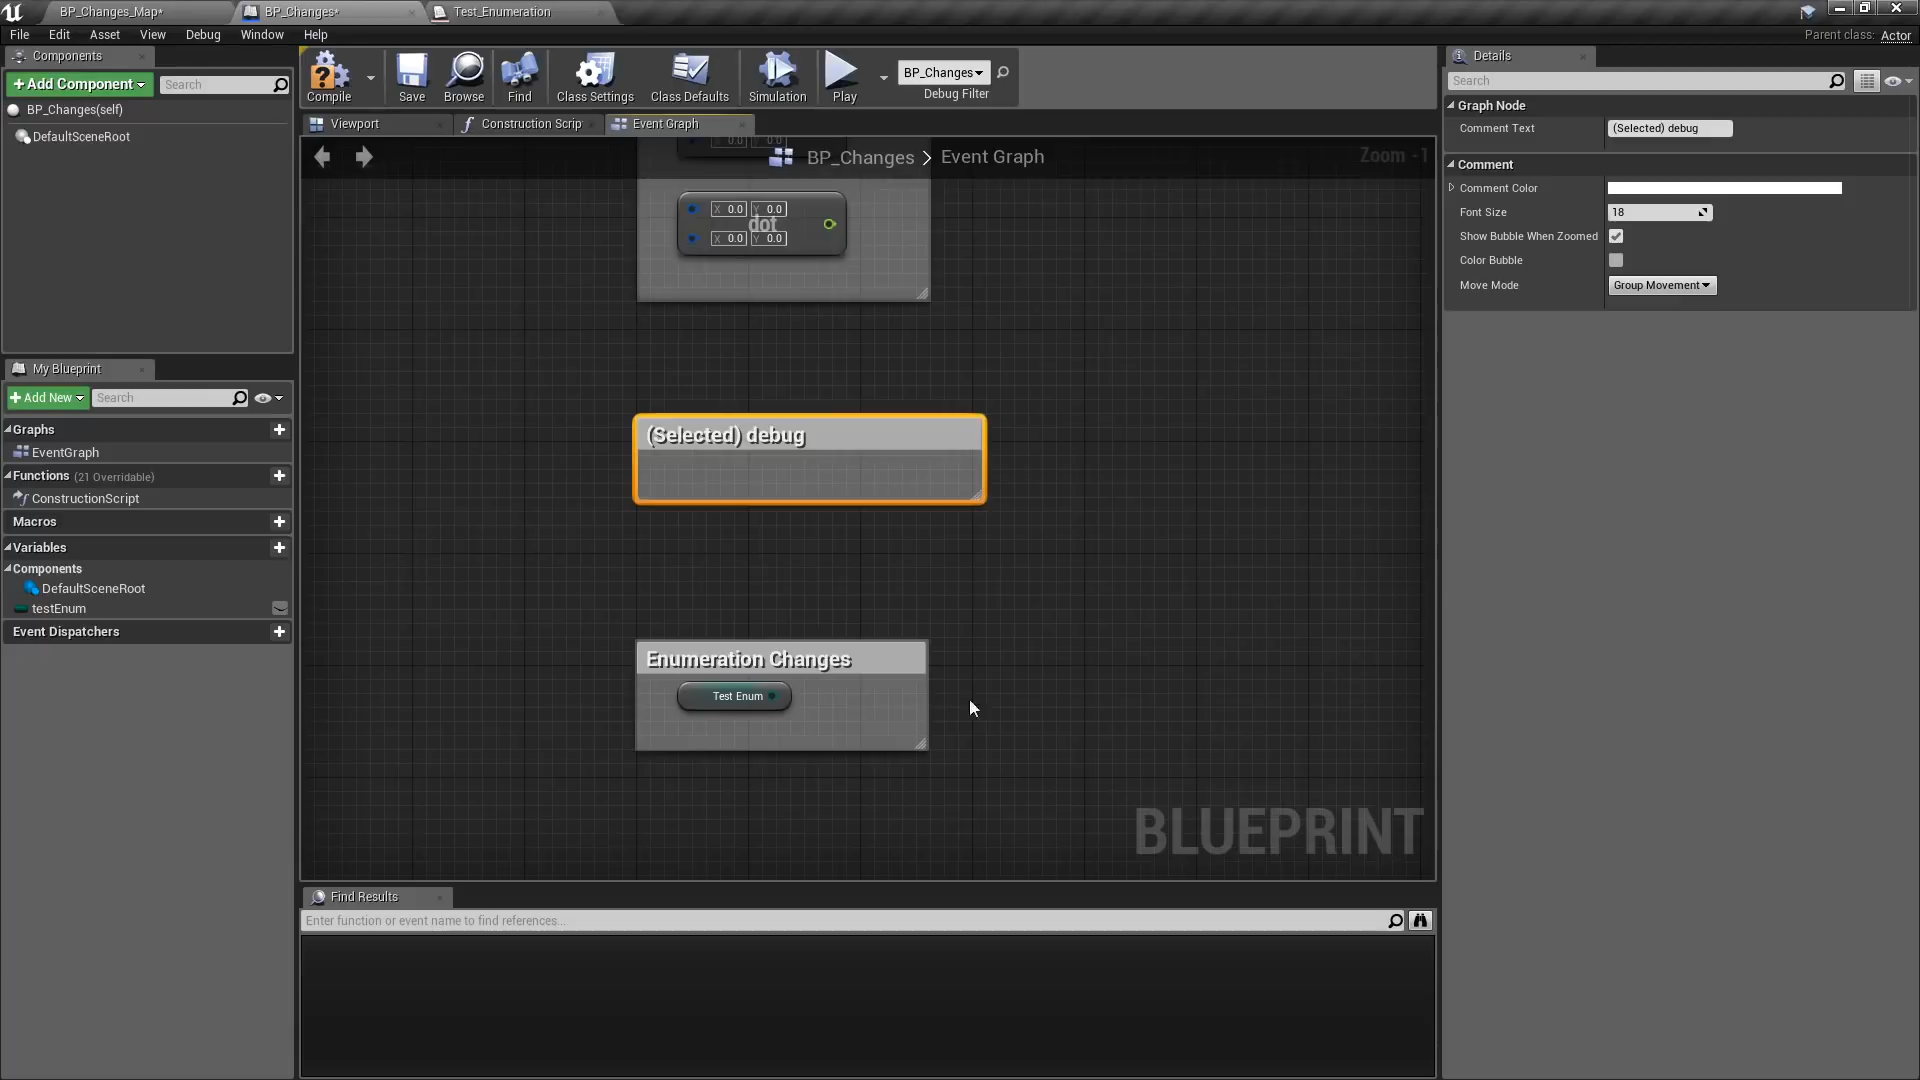 BP_Changes_Map*
BP_Changes*
Test_Enumeration
File Edit Asset View Debug Window Help
Parent class: Actor
Components
+Add Component
Search
BP_Changes(self)
DefaultSceneRoot
My Blueprint
+Add New
Search
Graphs
EventGraph
Functions (21 Overridable)
ConstructionScript
Macros
Variables
Components
DefaultSceneRoot
testEnum
Event Dispatchers
Compile
Save
Browse
Find
Class Settings
Class Defaults
Simulation
Play
BP_Changes
Debug Filter
Viewport
Construction Scrip
Event Graph
BP_Changes > Event Graph
Zoom -1
0.0 0.0
X 0.0 Y 0.0
dot
X 0.0 Y 0.0
(Selected) debug
Enumeration Changes
Test Enum
BLUEPRINT
Find Results
Enter function or event name to find references...
Details
Search
Graph Node
Comment Text (Selected) debug
Comment
Comment Color
Font Size 18
Show Bubble When Zoomed
Color Bubble
Move Mode Group Movement